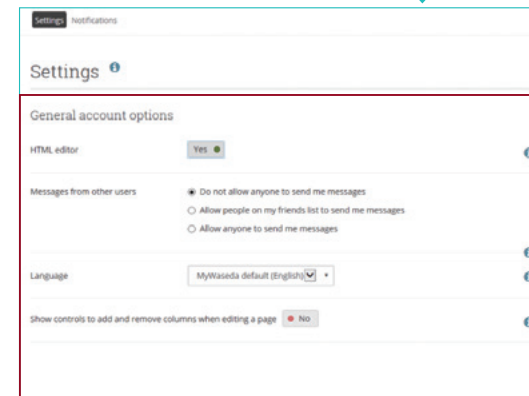 Settings Notifications
Settings
General account options
HTML editor Yes
Messages from other users Do not allow anyone to send me messages
Allow people on my friends list to send me messages
Allow anyone to send me messages
Language MyWaseda default (English)
Show controls to add and remove columns when editing a page No